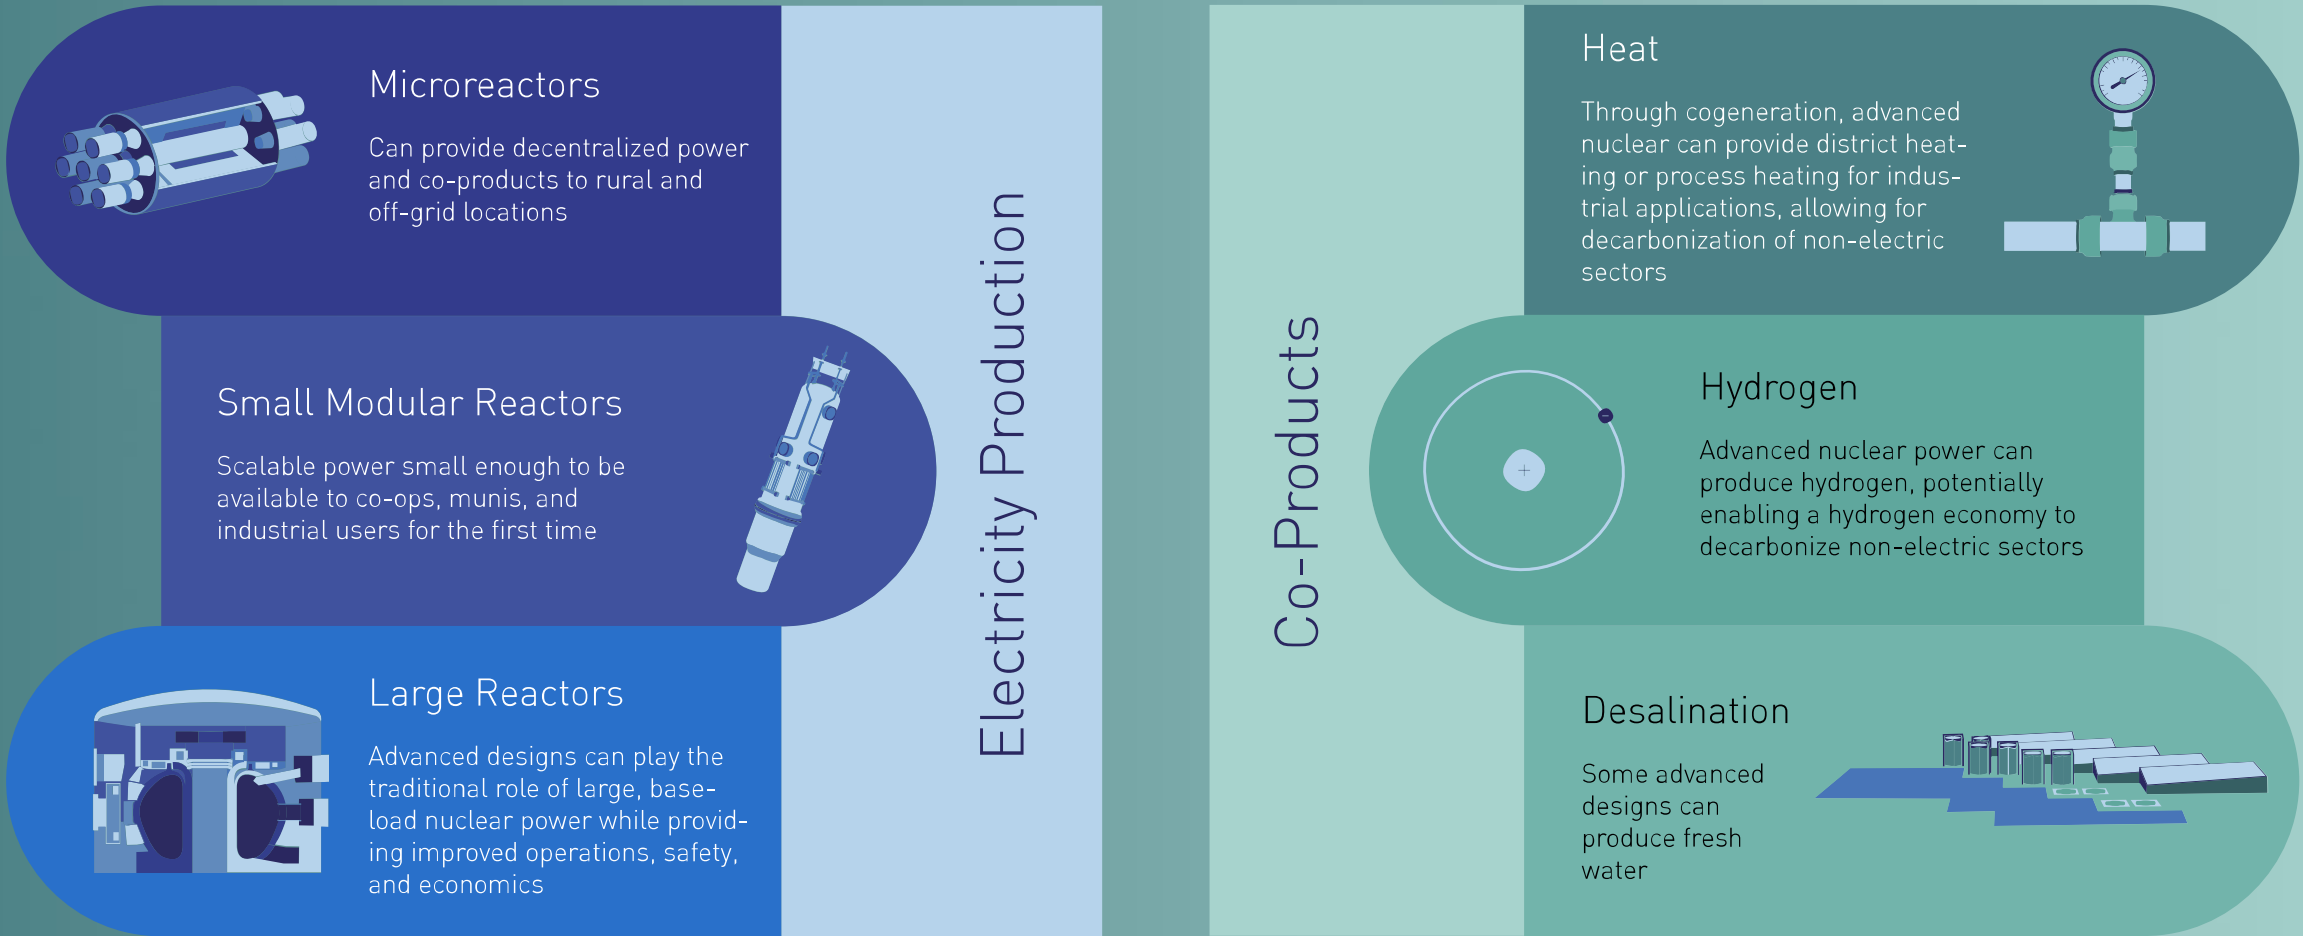 Microreactors
Can provide decentralized power
and co-products to rural and
off-grid locations
Small Modular Reactors
Scalable power small enough to be
available to co-ops, munis, and
industrial users for the first time
Large Reactors
Advanced designs can play the
traditional role of large, base-
load nuclear power while provid-
ing improved operations, safety,
and economics
Electricity Production
Co-Products
Heat
Through cogeneration, advanced
nuclear can provide district heat-
ing or process heating for indus-
trial applications, allowing for
decarbonization of non-electric
sectors
Hydrogen
Advanced nuclear power can
produce hydrogen, potentially
enabling a hydrogen economy to
decarbonize non-electric sectors
Desalination
Some advanced
designs can
produce fresh
water